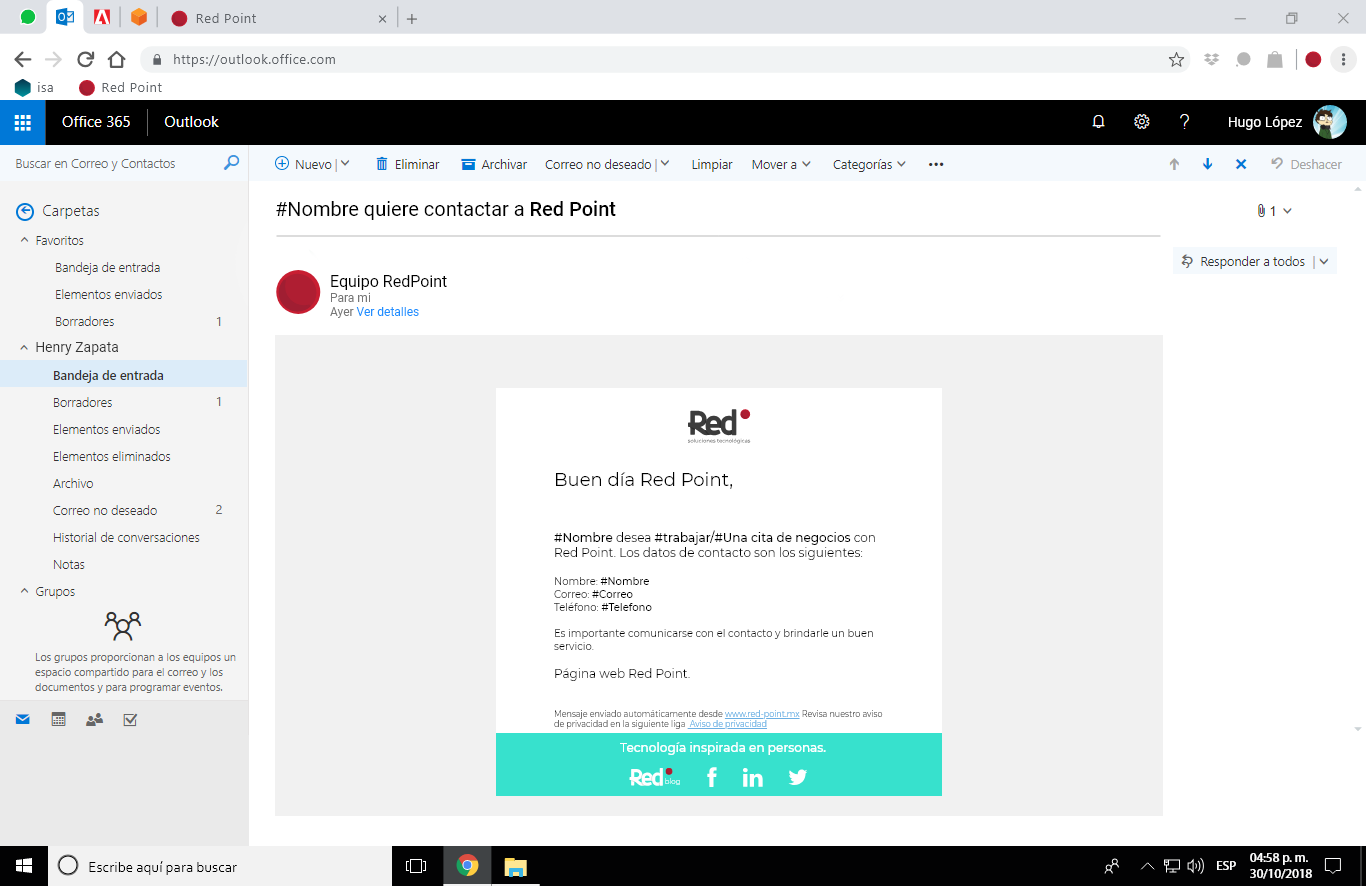 Red Point
https://outlook.office.com
isa
Red Point
Office 365
Outlook
Hugo López
Buscar en Correo y Contactos
Nuevo
Eliminar
Archivar
Correo no deseado
Limpiar
Mover a
Categorías
Deshacer
Carpetas
Favoritos
Bandeja de entrada
Elementos enviados
Borradores 1
Henry Zapata
Bandeja de entrada
Borradores 1
Elementos enviados
Elementos eliminados
Archivo
Correo no deseado 2
Historial de conversaciones
Notas
Grupos
Los grupos proporcionan a los equipos un
espacio compartido para el correo y los
documentos y para programar eventos.
#Nombre quiere contactar a Red Point
1
Responder a todos
Equipo RedPoint
Para mi
Ayer Ver detalles
Red
soluciones tecnológicas
Buen día Red Point,
#Nombre desea #trabajar/#Una cita de negocios con
Red Point. Los datos de contacto son los siguientes:
Nombre: #Nombre
Correo: #Correo
Teléfono: #Telefono
Es importante comunicarse con el contacto y brindarle un buen
servicio.
Página web Red Point.
Mensaje enviado automáticamente desde www.red-point.mx Revisa nuestro aviso
de privacidad en la siguiente liga Aviso de privacidad
Tecnología inspirada en personas.
Red blog
Escribe aquí para buscar
ESP
04:58 p. m.
30/10/2018